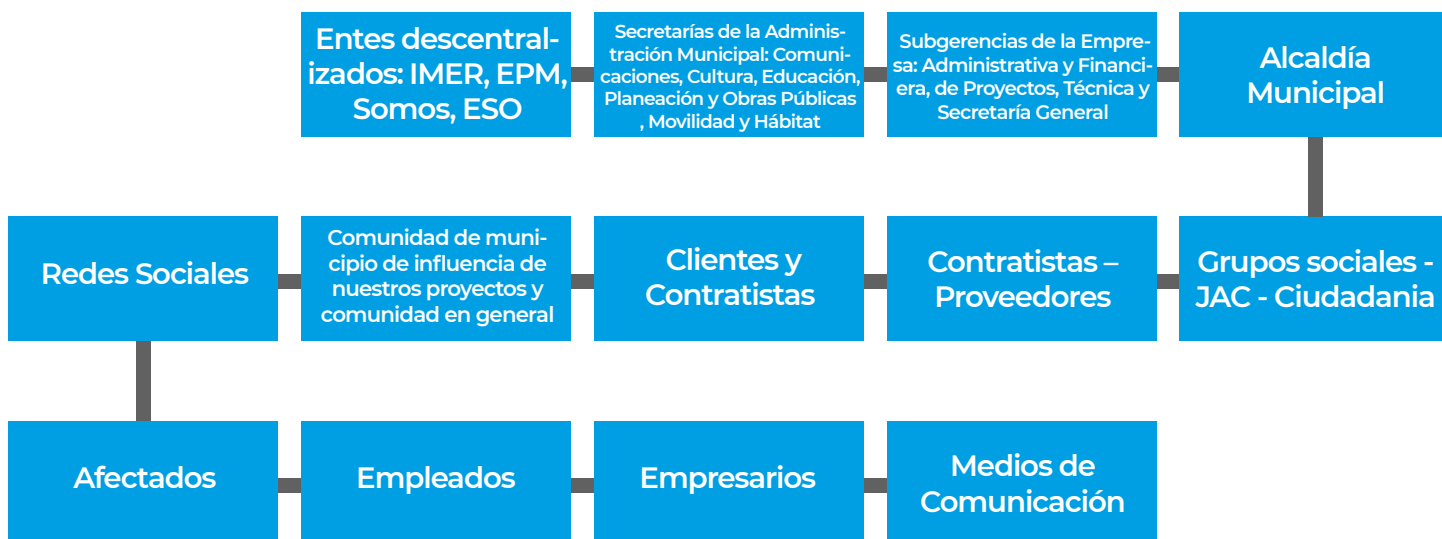 Entes descentral-
izados: IMER, EPM,
Somos, ESO
Secretarías de la Adminis-
tración Municipal: Comuni-
caciones, Cultura, Educación,
Planeación y Obras Públicas
, Movilidad y Hábitat
Subgerencias de la Empre-
sa: Administrativa y Financi-
era, de Proyectos, Técnica y
Secretaría General
Alcaldía
Municipal
Redes Sociales
Comunidad de muni-
cipio de influencia de
nuestros proyectos y
comunidad en general
Clientes y
Contratistas
Contratistas –
Proveedores
Grupos sociales -
JAC - Ciudadania
Afectados
Empleados
Empresarios
Medios de
Comunicación